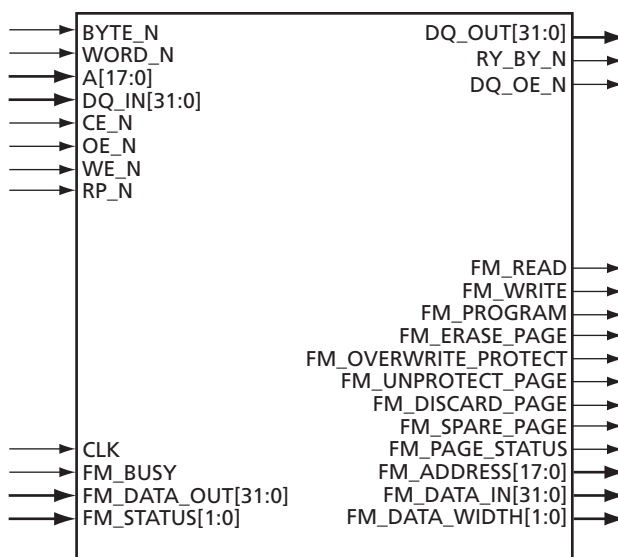 BYTE_N
WORD_N
A[17:0]
DQ_IN[31:0]
CE_N
OE_N
WE_N
RP_N
CLK
FM_BUSY
FM_DATA_OUT[31:0]
FM_STATUS[1:0]
DQ_OUT[31:0]
RY_BY_N
DQ_OE_N
FM_READ
FM_WRITE
FM_PROGRAM
FM_ERASE_PAGE
FM_OVERWRITE_PROTECT
FM_UNPROTECT_PAGE
FM_DISCARD_PAGE
FM_SPARE_PAGE
FM_PAGE_STATUS
FM_ADDRESS[17:0]
FM_DATA_IN[31:0]
FM_DATA_WIDTH[1:0]